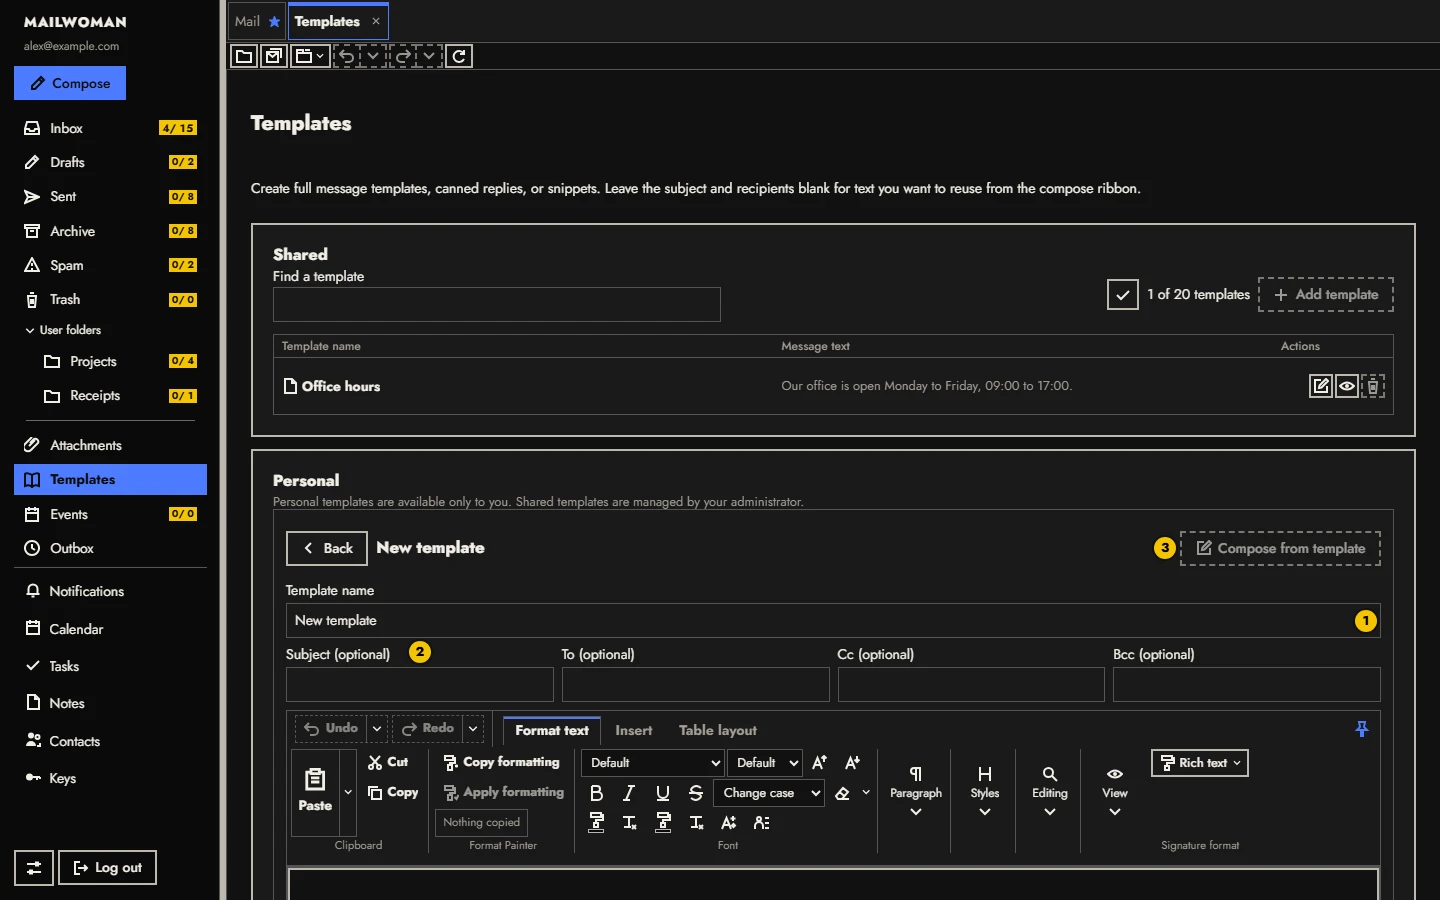 MAILWOMAN
alex@example.com
Compose
Inbox 4/ 15
Drafts 0/ 2
Sent 0/ 8
Archive 0/ 8
Spam 0/ 2
Trash 0/ 0
User folders
Projects 0/ 4
Receipts 0/ 1
Attachments
Templates
Events 0/ 0
Outbox
Notifications
Calendar
Tasks
Notes
Contacts
Keys
Log out
Mail Templates
Templates
Create full message templates, canned replies, or snippets. Leave the subject and recipients blank for text you want to reuse from the compose ribbon.
Shared
Find a template
1 of 20 templates Add template
Template name Message text Actions
Office hours Our office is open Monday to Friday, 09:00 to 17:00.
Personal
Personal templates are available only to you. Shared templates are managed by your administrator.
Back New template 3 Compose from template
Template name
New template 1
Subject (optional) 2 To (optional) Cc (optional) Bcc (optional)
Undo Redo Format text Insert Table layout
Paste Cut Copy Clipboard
Copy formatting Apply formatting Nothing copied Format Painter
Default Default
B I U S Change case
Font
Paragraph Styles Editing View
Rich text
Signature format